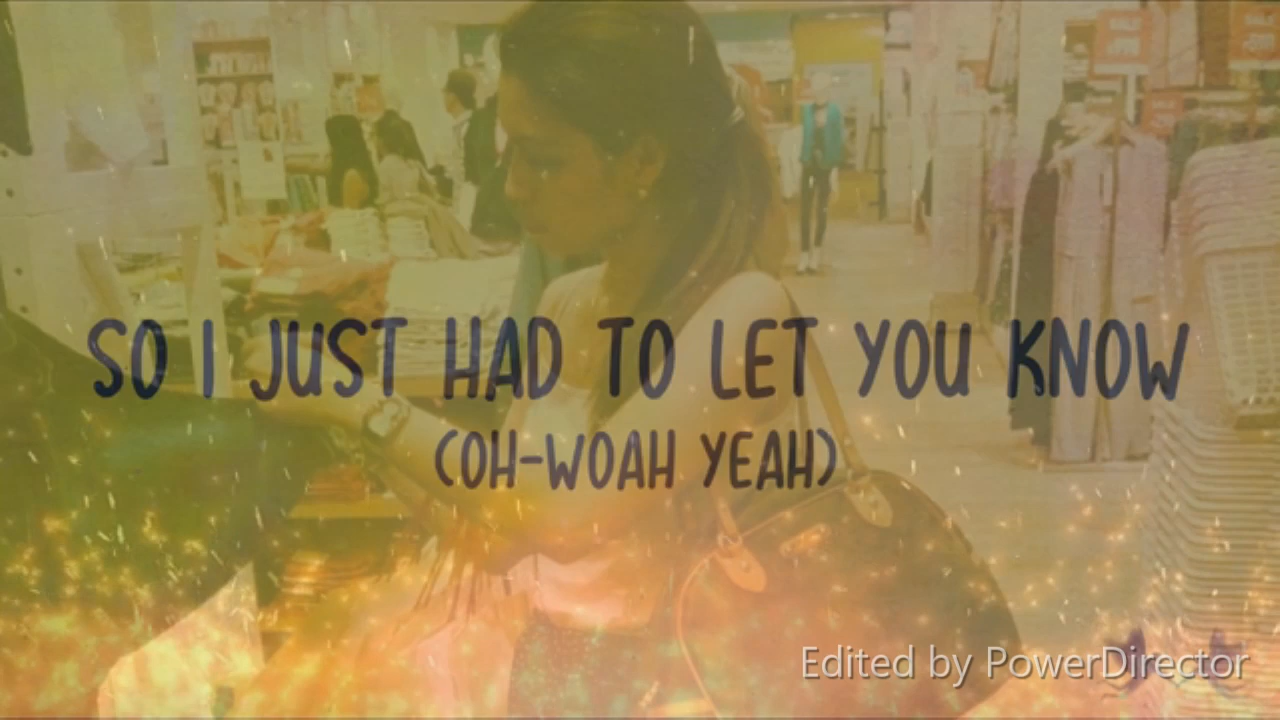 SO I JUST HAD TO LET YOU KNOW
(OH-WOAH YEAH)
Edited by PowerDirector